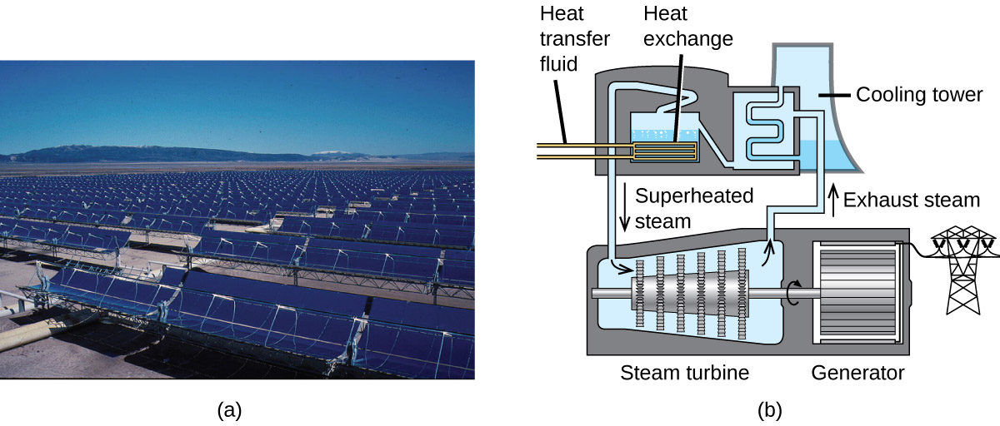 Heat
transfer
fluid
Heat
exchange
Cooling tower
Superheated
steam
Exhaust steam
Steam turbine
Generator
(a)
(b)